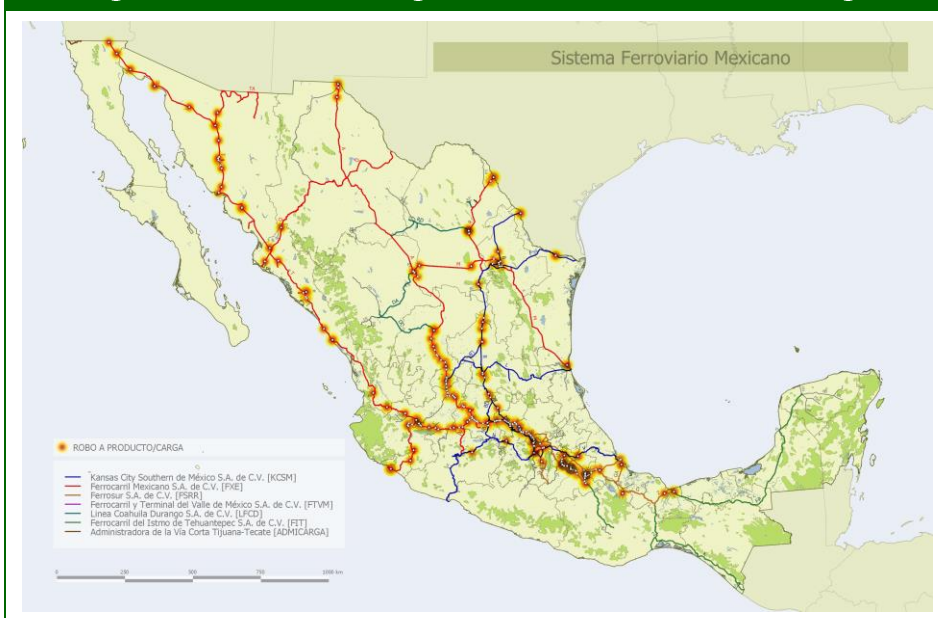 Sistema Ferroviario Mexicano
ROBO A PRODUCTO/CARGA
Kansas City Southern de México S.A. de C.V. [KCSM]
Ferrocarril Mexicano S.A. de C.V. [FXE]
Ferrosur S.A. de C.V. [FSRR]
Ferrocarril y Terminal del Valle de México S.A. de C.V. [FTVM]
Linea Coahuila Durango S.A. de C.V. [LFCD]
Ferrocarril del Istmo de Tehuantepec S.A. de C.V. [FIT]
Administradora de la Vía Corta Tijuana-Tecate [ADMICARGA]
0 250 500 750 1000 km